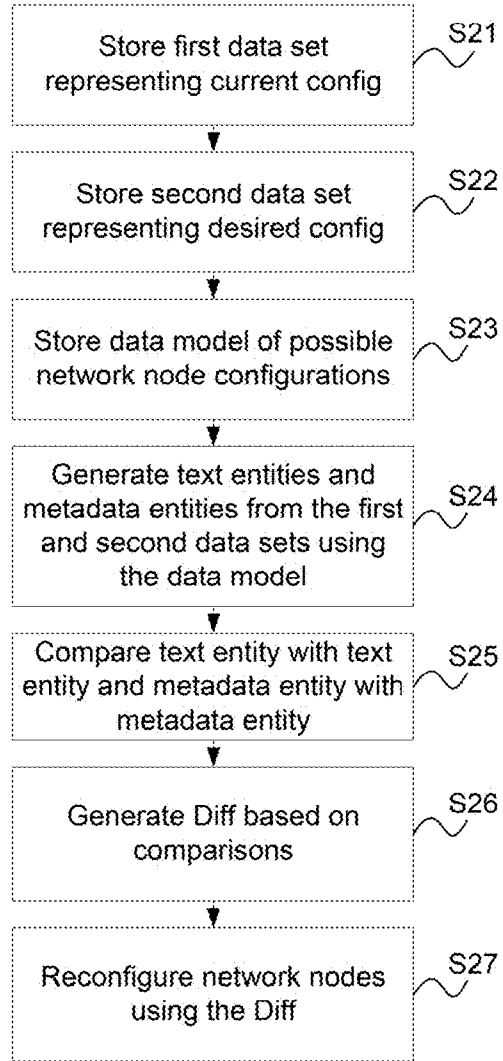 Store first data set
representing current config
S21
Store second data set
representing desired config
S22
Store data model of possible
network node configurations
S23
Generate text entities and
metadata entities from the first
and second data sets using
the data model
S24
Compare text entity with text
entity and metadata entity with
metadata entity
S25
Generate Diff based on
comparisons
S26
Reconfigure network nodes
using the Diff
S27